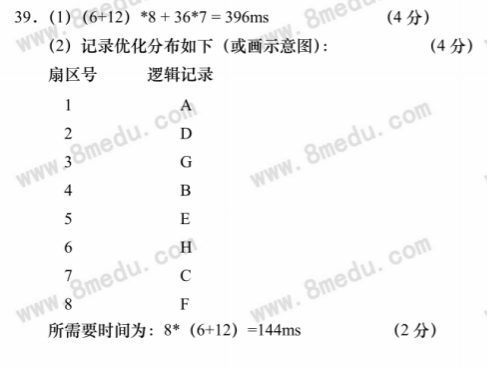 39.(1)(6+12)*8 + 36*7 = 396ms (4 分)
(2)记录优化分布如下(或画示意图): (4 分)
扇区号 逻辑记录
1 A
2 D
3 G
4 B
5 E
6 H
7 C
8 F
所需要时间为:8*(6+12)=144ms (2 分)
www.8medu.com
www.8medu.com
www.8medu.com
www.8medu.com
www.8medu.com
www.8medu.com